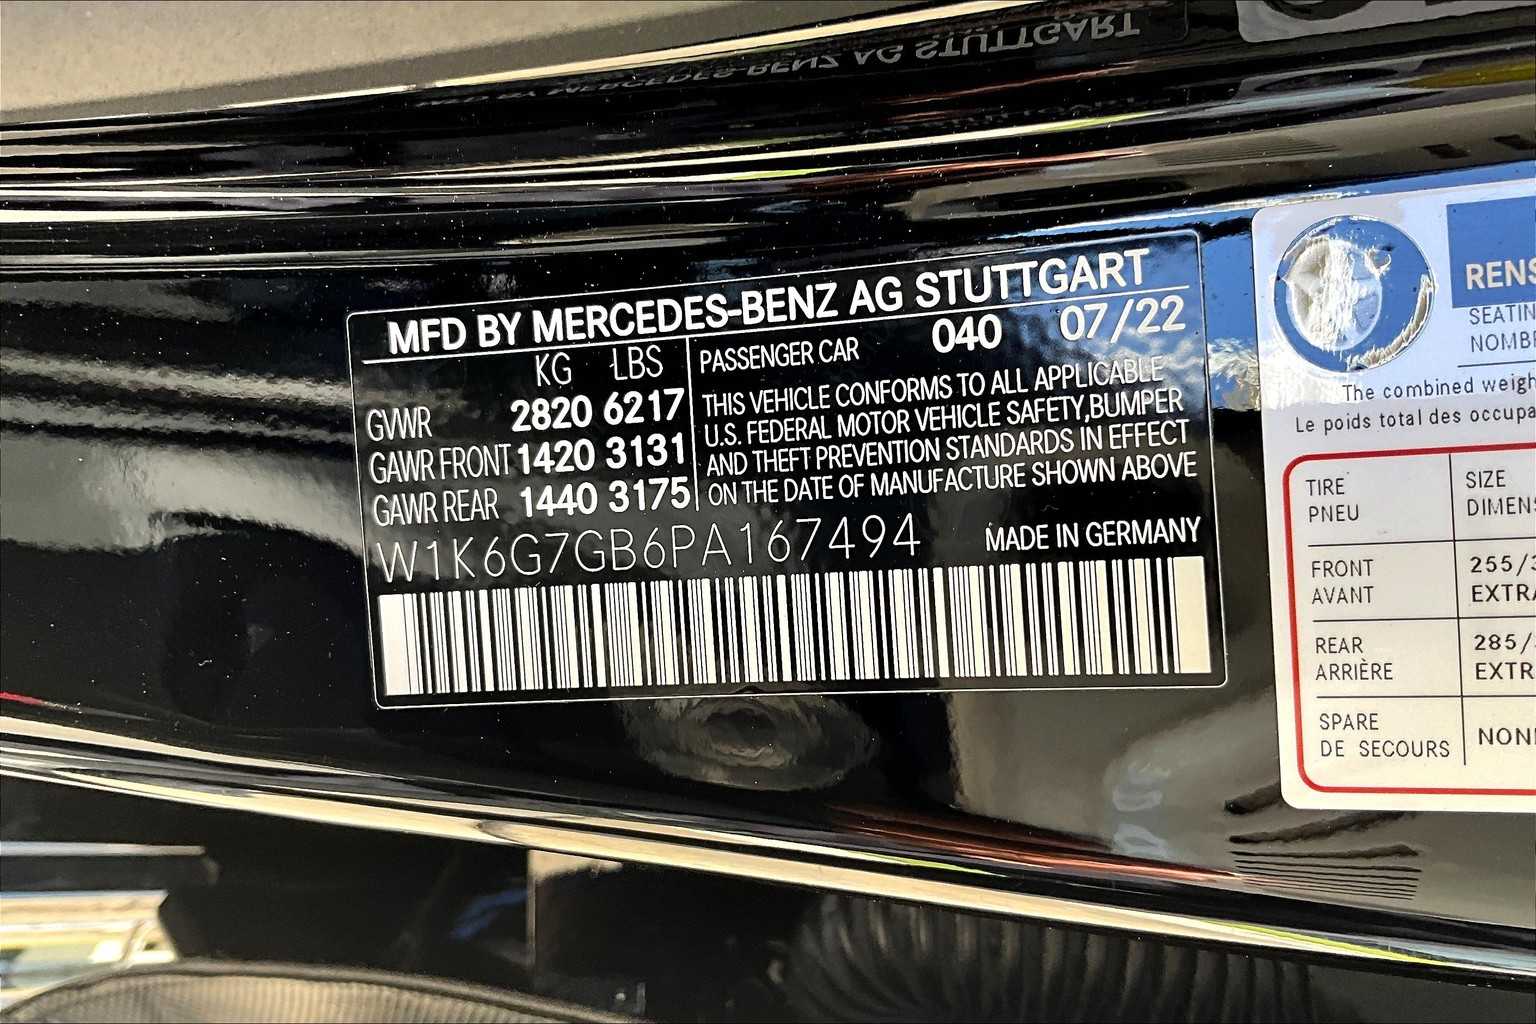 MFD BY MERCEDES-BENZ AG STUTTGART
KG LBS
GVWR 2820 6217
GAWR FRONT 1420 3131
GAWR REAR 1440 3175
PASSENGER CAR 040 07/22
THIS VEHICLE CONFORMS TO ALL APPLICABLE
U.S. FEDERAL MOTOR VEHICLE SAFETY,BUMPER
AND THEFT PREVENTION STANDARDS IN EFFECT
ON THE DATE OF MANUFACTURE SHOWN ABOVE
W1K6G7GB6PA167494
MADE IN GERMANY
The combined
Le poids total des
TIRE
PNEU
SIZE
FRONT
AVANT
255/
REAR
ARRIÈRE
285/
SPARE
DE SECOURS